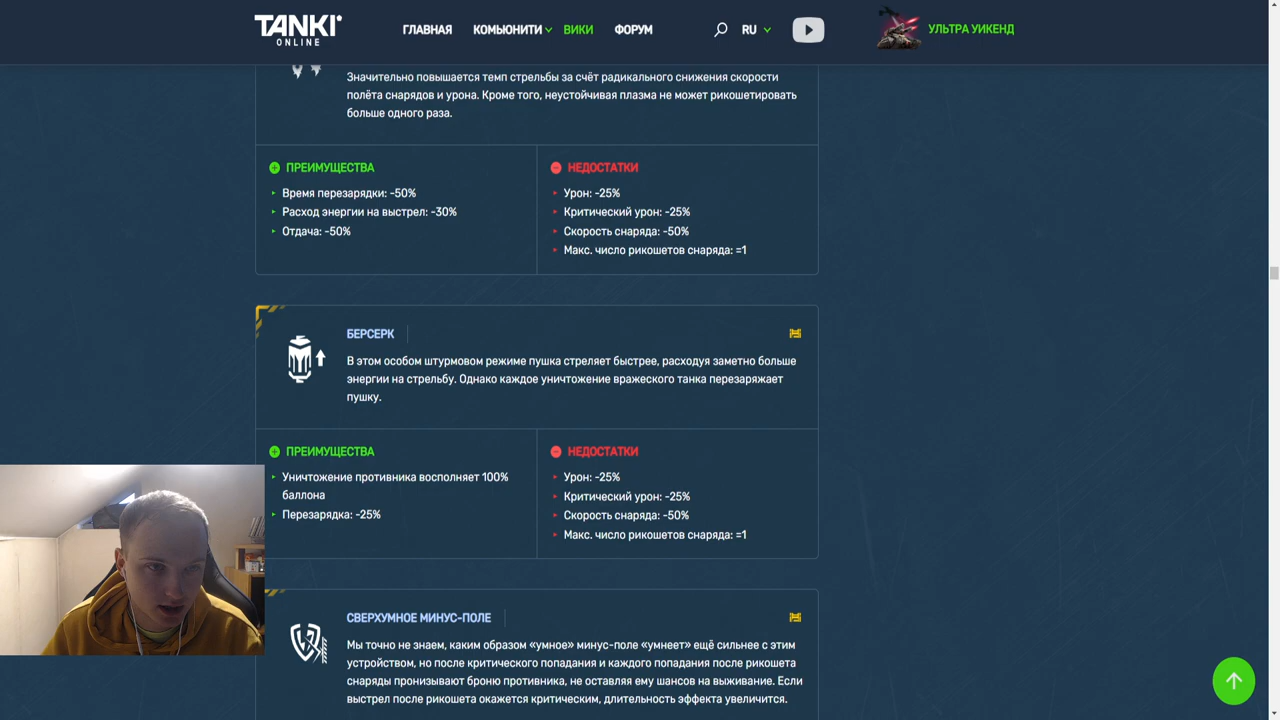 TANKI
ONLINE
ГЛАВНАЯ
КОМЬЮНИТИ
ВИКИ
ФОРУМ
RU
УЛЬТРА УИКЕНД
Значительно повышается темп стрельбы за счёт радикального снижения скорости
полёта снарядов и урона. Кроме того, неустойчивая плазма не может рикошетировать
больше одного раза.
ПРЕИМУЩЕСТВА
Время перезарядки: -50%
Расход энергии на выстрел: -30%
Отдача: -50%
НЕДОСТАТКИ
Урон: -25%
Критический урон: -25%
Скорость снаряда: -50%
Макс. число рикошетов снаряда: =1
БЕРСЕРК
В этом особом штурмовом режиме пушка стреляет быстрее, расходуя заметно больше
энергии на стрельбу. Однако каждое уничтожение вражеского танка перезаряжает
пушку.
ПРЕИМУЩЕСТВА
Уничтожение противника восполняет 100%
баллона
Перезарядка: -25%
НЕДОСТАТКИ
Урон: -25%
Критический урон: -25%
Скорость снаряда: -50%
Макс. число рикошетов снаряда: =1
СВЕРХУМНОЕ МИНУС-ПОЛЕ
Мы точно не знаем, каким образом «умное» минус-поле «умнеет» ещё сильнее с этим
устройством, но после критического попадания и каждого попадания после рикошета
снаряды пронизывают броню противника, не оставляя ему шансов на выживание. Если
выстрел после рикошета окажется критическим, длительность эффекта увеличится.